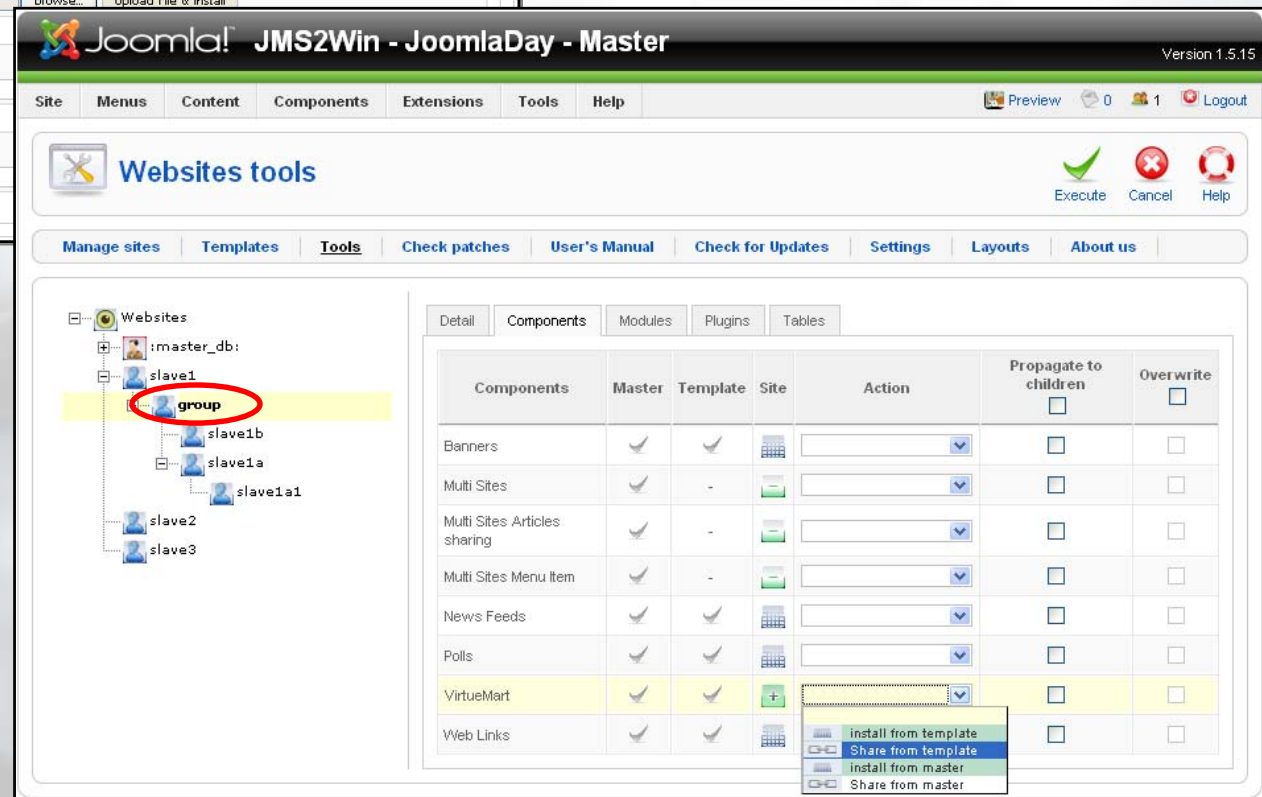 Browse... Upload File & Install
Joomla! JMS2Win - JoomlaDay - Master
Version 1.5.15
Site Menus Content Components Extensions Tools Help Preview 0 1 Logout
Websites tools
Execute Cancel Help
Manage sites Templates Tools Check patches User's Manual Check for Updates Settings Layouts About us
Websites
:master_db:
slave1
group
slave1b
slave1a
slave1a1
slave2
slave3
Detail Components Modules Plugins Tables
Components Master Template Site Action Propagate to children Overwrite
Banners
Multi Sites -
Multi Sites Articles
sharing -
Multi Sites Menu Item -
News Feeds
Polls
VirtueMart
Web Links
install from template
Share from template
install from master
Share from master